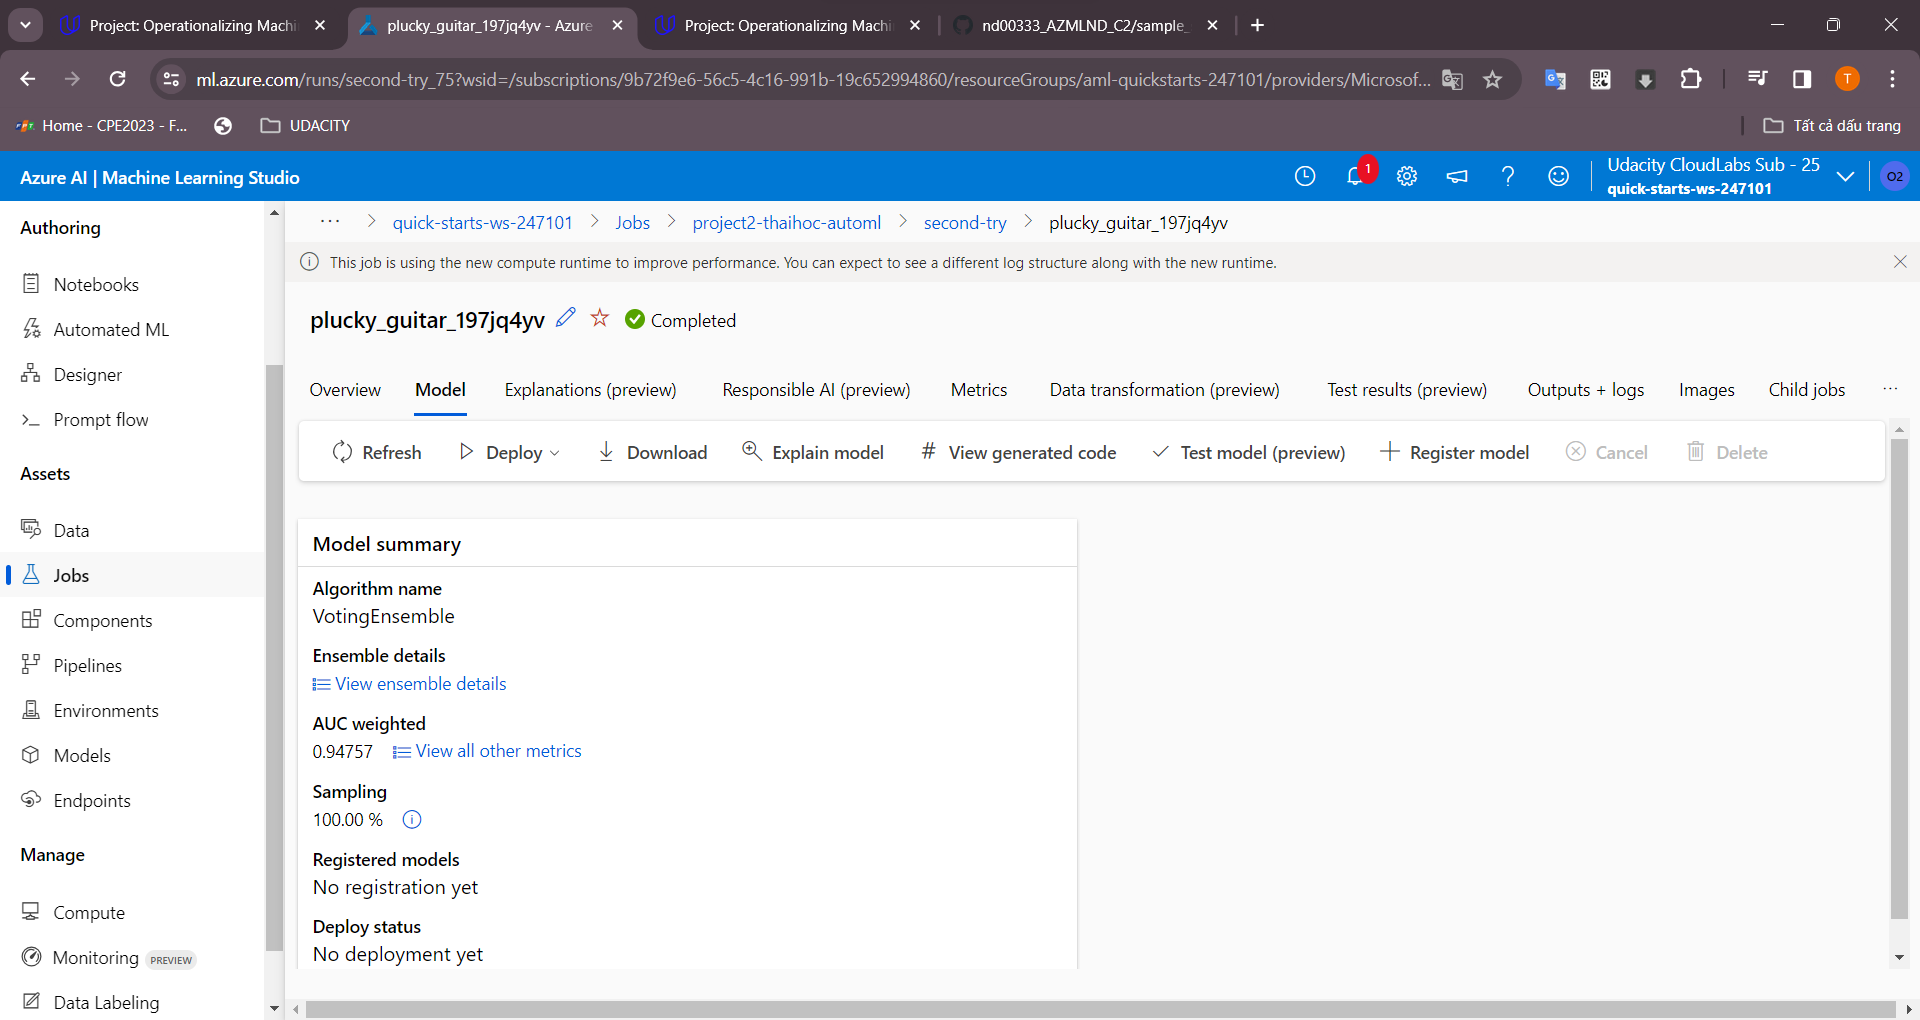 Project: Operationalizing Machi
plucky_guitar_197jq4yv - Azure
Project: Operationalizing Machi
nd00333_AZMLND_C2/sample_
ml.azure.com/runs/second-try_75?wsid=/subscriptions/9b72f9e6-56c5-4c16-991b-19c652994860/resourceGroups/aml-quickstarts-247101/providers/Microsof...
T
Home - CPE2023 - F...
UDACITY
Tất cả dấu trang
Azure AI | Machine Learning Studio
1
Udacity CloudLabs Sub - 25
quick-starts-ws-247101
O2
Authoring
Notebooks
Automated ML
Designer
Prompt flow
Assets
Data
Jobs
Components
Pipelines
Environments
Models
Endpoints
Manage
Compute
Monitoring PREVIEW
Data Labeling
... > quick-starts-ws-247101 > Jobs > project2-thaihoc-automl > second-try > plucky_guitar_197jq4yv
This job is using the new compute runtime to improve performance. You can expect to see a different log structure along with the new runtime.
plucky_guitar_197jq4yv Completed
Overview Model Explanations (preview) Responsible AI (preview) Metrics Data transformation (preview) Test results (preview) Outputs + logs Images Child jobs ...
Refresh Deploy Download Explain model # View generated code Test model (preview) Register model Cancel Delete
Model summary
Algorithm name
VotingEnsemble
Ensemble details
View ensemble details
AUC weighted
0.94757 View all other metrics
Sampling
100.00 %
Registered models
No registration yet
Deploy status
No deployment yet